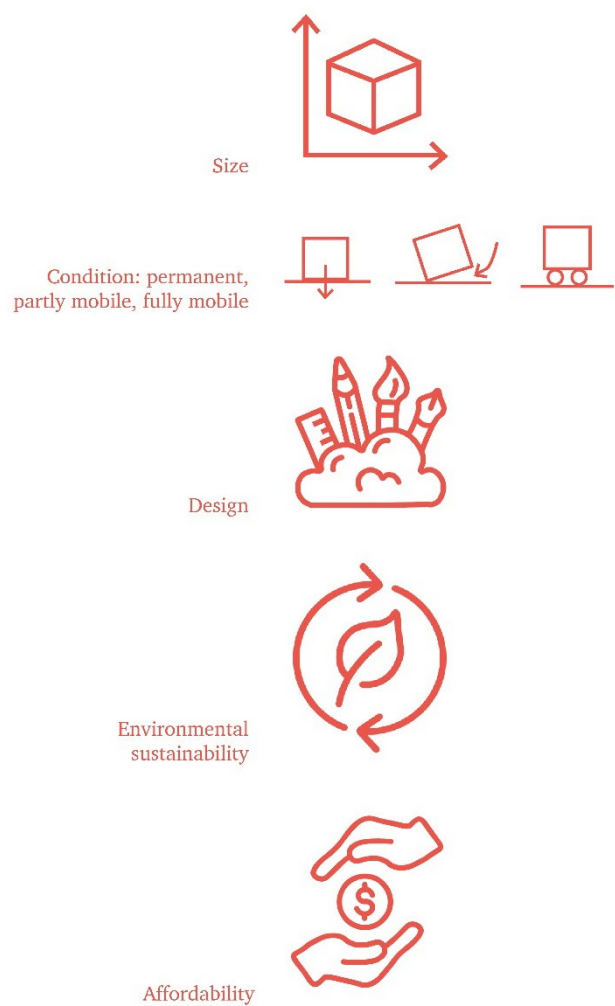 Size
Condition: permanent,
partly mobile, fully mobile
Design
Environmental
sustainability
$
Affordability